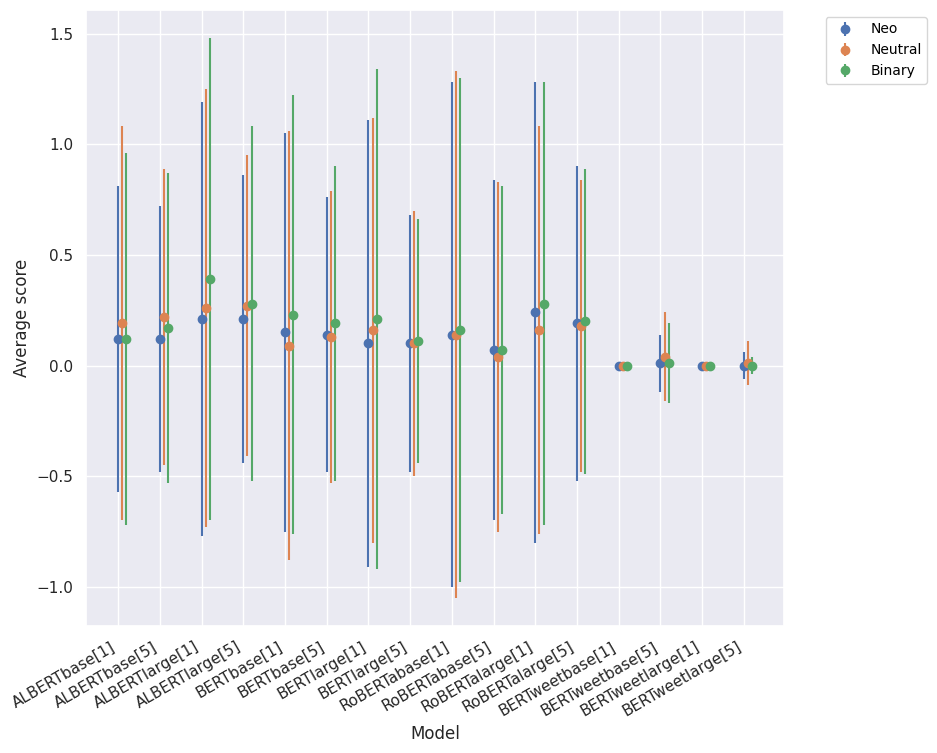 1.5
1.0
0.5
0.0
−0.5
−1.0
Average score
ALBERTbase[1]
ALBERTbase[5]
ALBERTlarge[1]
ALBERTlarge[5]
BERTbase[1]
BERTbase[5]
BERTlarge[1]
BERTlarge[5]
RoBERTabase[1]
RoBERTabase[5]
RoBERTalarge[1]
RoBERTalarge[5]
BERTweetbase[1]
BERTweetbase[5]
BERTweetlarge[1]
BERTweetlarge[5]
Model
Neo
Neutral
Binary